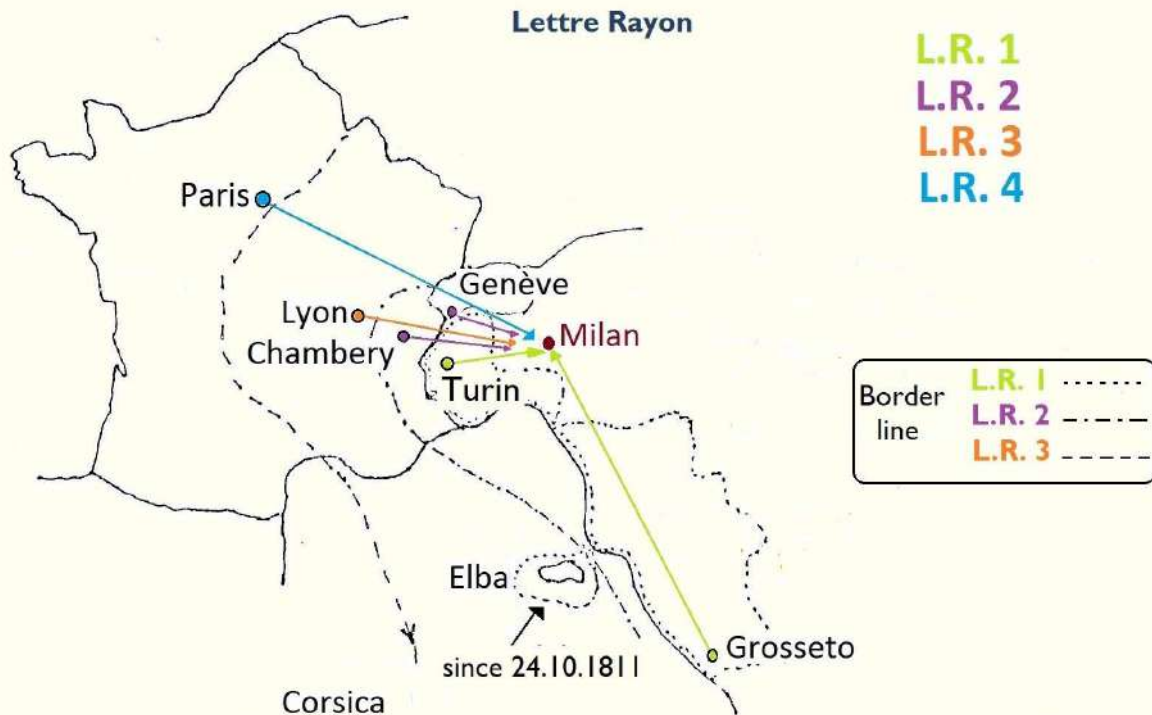 Lettre Rayon
L.R. 1
L.R. 2
L.R. 3
L.R. 4
Paris
Genève
Lyon
Milan
Chambery
Turin
Border
line
L.R. 1
L.R. 2
L.R. 3
Elba
Grosseto
since 24.10.1811
Corsica